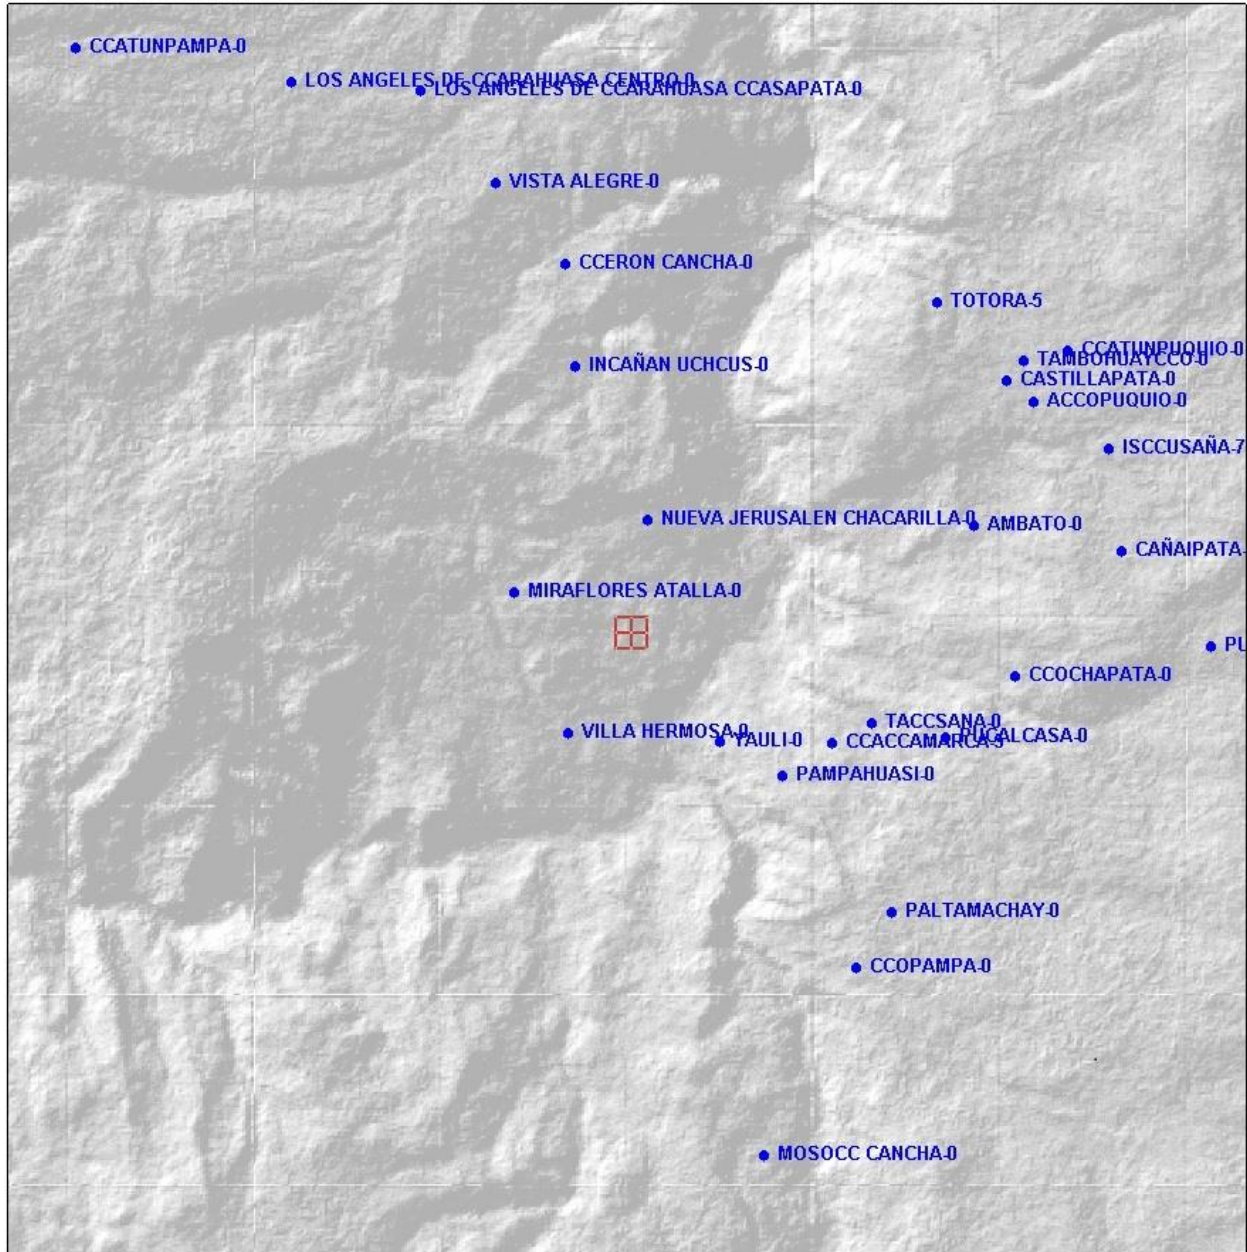 CCATUNPAMPA-0
LOS ANGELES DE CCARAHUASA CENTRO-0
LOS ANGELES DE CCARAHUASA CCASAPATA-0
VISTA ALEGRE-0
CCERON CANCHA-0
TOTORA-5
CCATUNPUQUIO-0
TAMBOHUAYCCO-0
INCAÑAN UCHCUS-0
CASTILLAPATA-0
ACCOPUQUIO-0
ISCCUSAÑA-7
NUEVA JERUSALEN CHACARILLA-0
AMBATO-0
CAÑAIPATA-
MIRAFLORES ATALLA-0
PU
CCOCHAPATA-0
TACCSANA-0
VILLA HERMOSA-0
PUCALCASA-0
YAULI-0
CCACCAMARCA-5
PAMPAHUASI-0
PALTAMACHAY-0
CCOPAMPA-0
MOSOCC CANCHA-0